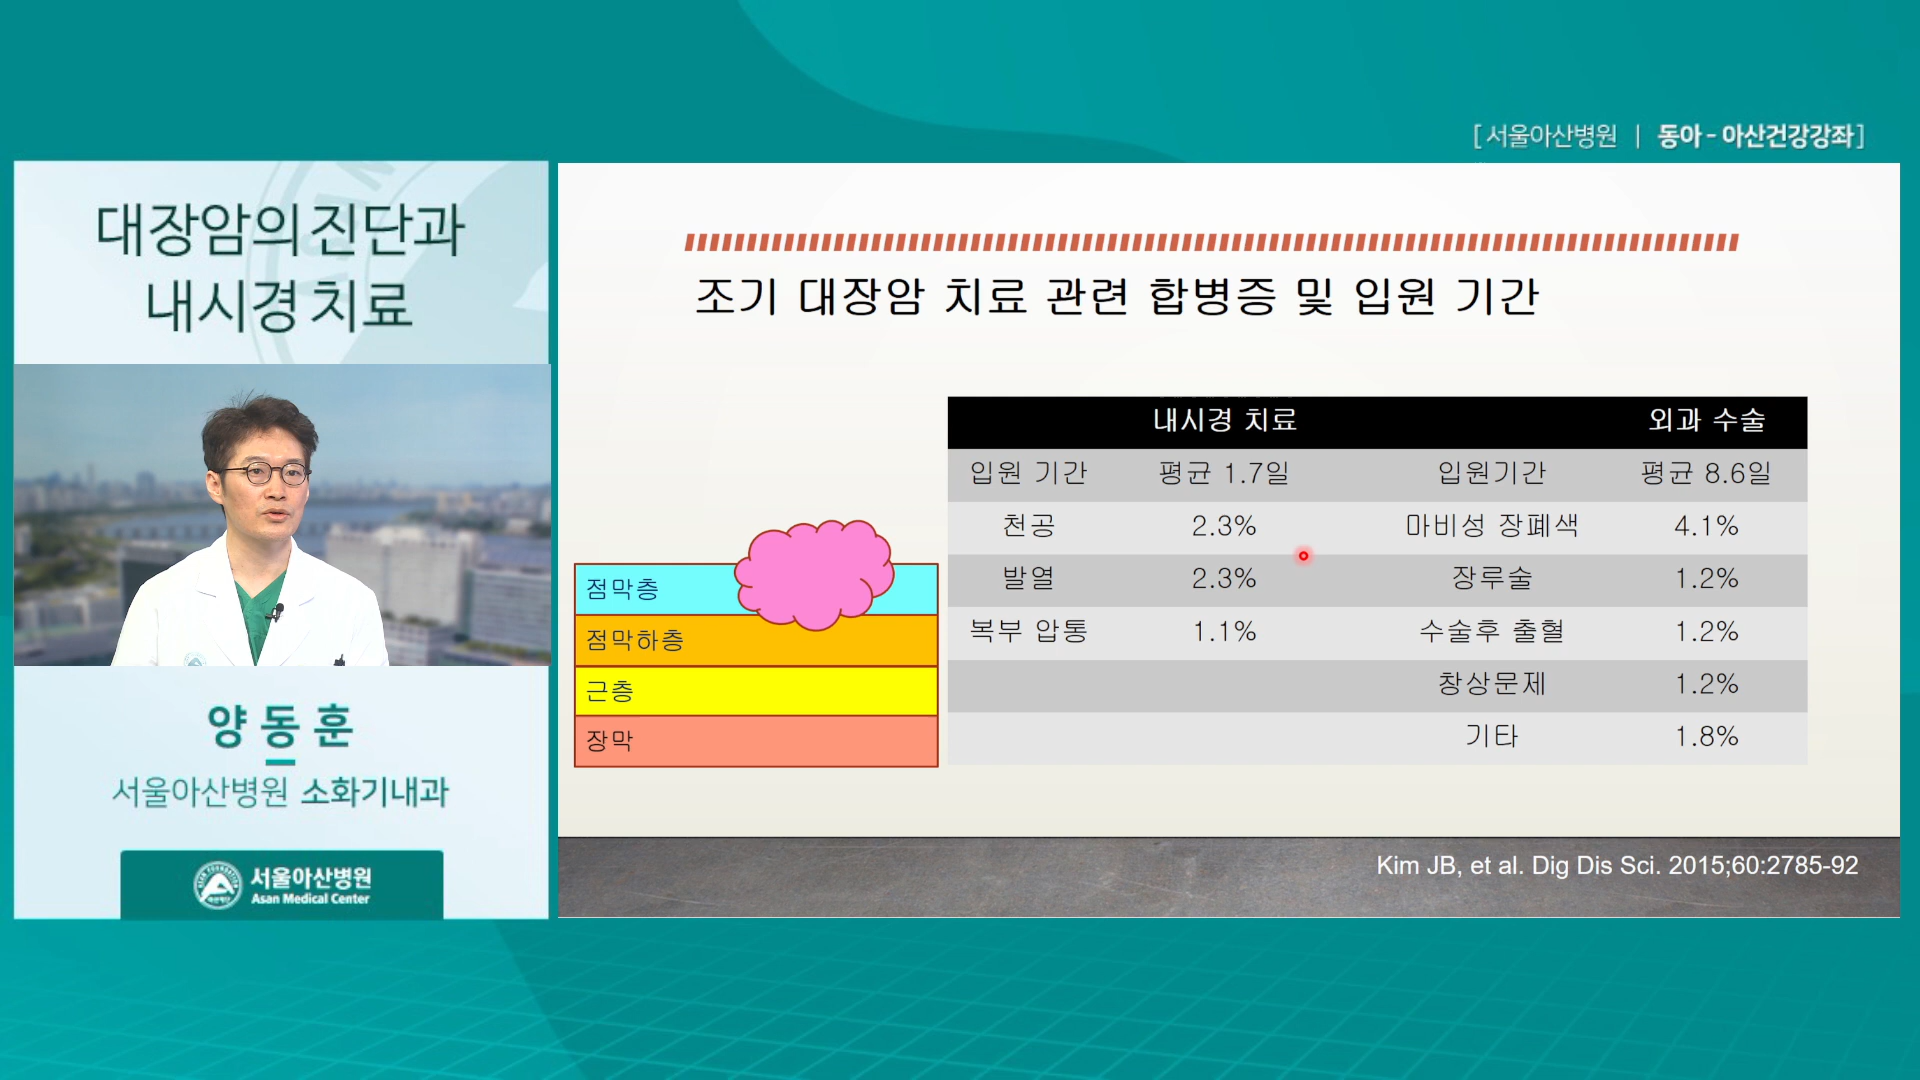 [ 서울아산병원 | 동아 - 아산건강강좌 ]
대장암의 진단과
내시경 치료
양 동 훈
서울아산병원 소화기내과
서울아산병원
Asan Medical Center
조기 대장암 치료 관련 합병증 및 입원 기간
점막층
점막하층
근층
장막
내시경 치료 외과 수술
입원 기간 평균 1.7일 입원기간 평균 8.6일
천공 2.3% 마비성 장폐색 4.1%
발열 2.3% 장루술 1.2%
복부 압통 1.1% 수술후 출혈 1.2%
창상문제 1.2%
기타 1.8%
Kim JB, et al. Dig Dis Sci. 2015;60:2785-92